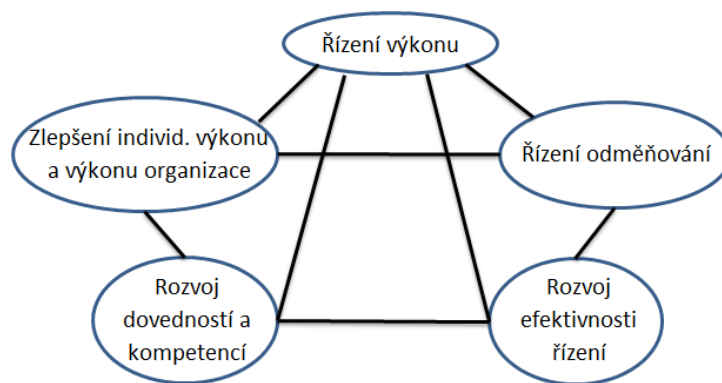 Řízení výkonu
Zlepšení individ. výkonu
a výkonu organizace
Řízení odměňování
Rozvoj
dovedností a
kompetencí
Rozvoj
efektivnosti
řízení